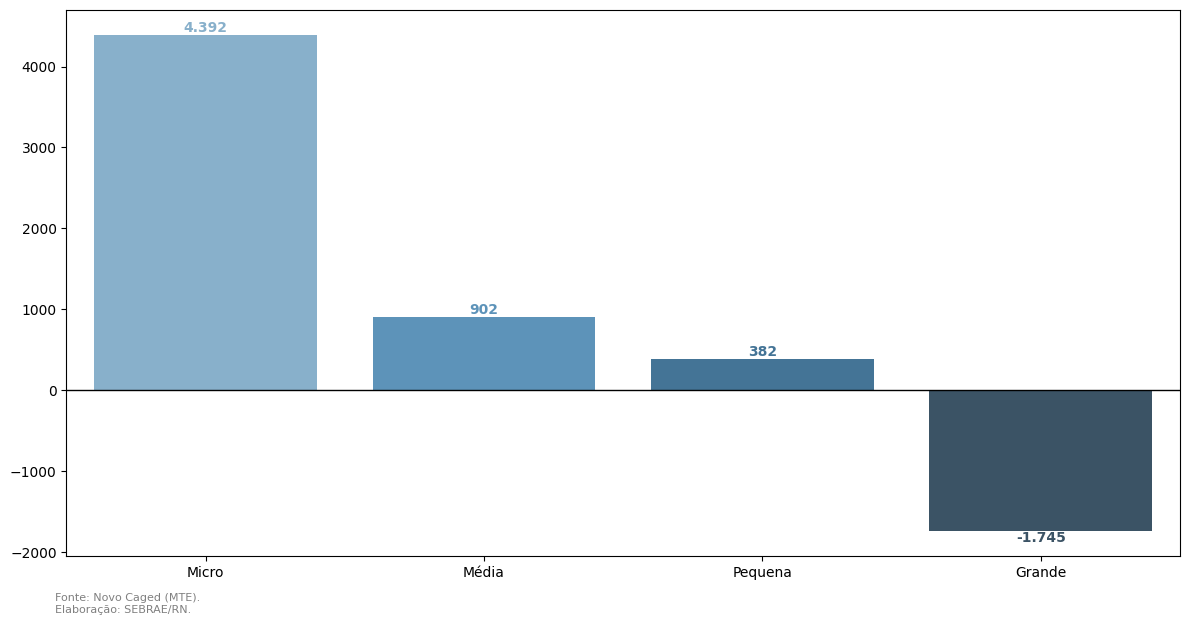 4.392
4000
3000
2000
1000
902
382
0
−1000
-1.745
−2000
Micro
Média
Pequena
Grande
Fonte: Novo Caged (MTE).
Elaboração: SEBRAE/RN.